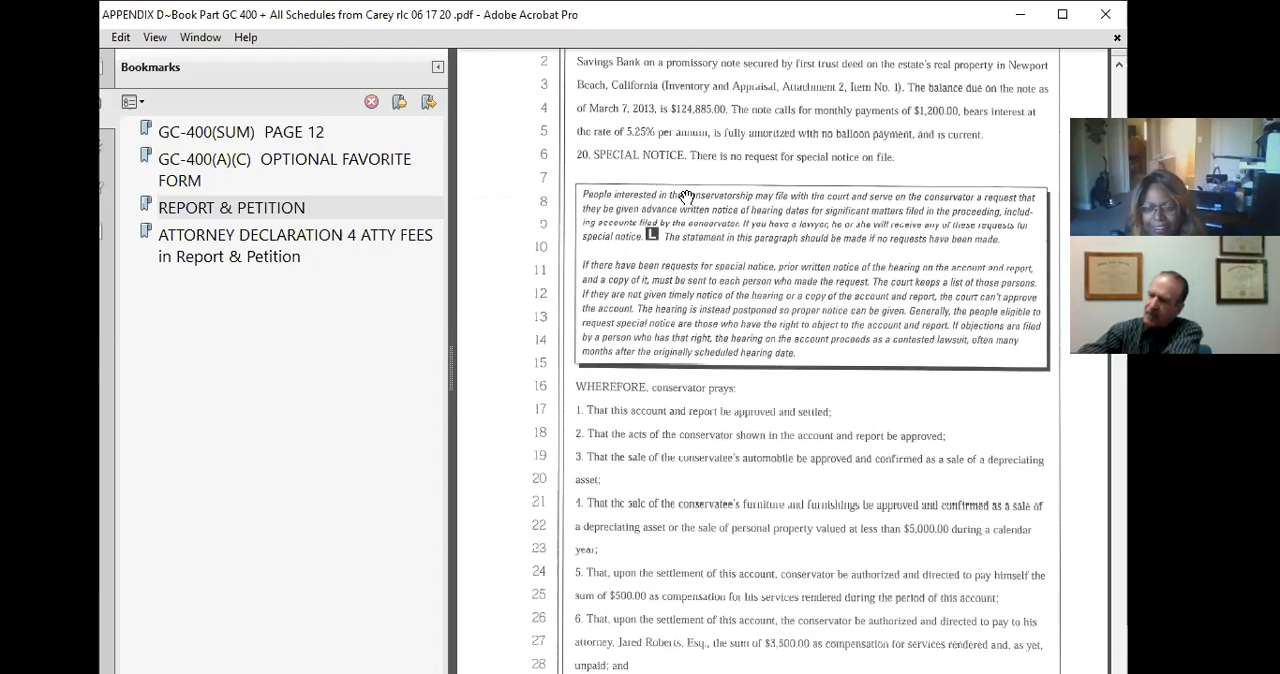 APPENDIX D~Book Part GC 400 + All Schedules from Carey rlc 06 17 20 .pdf - Adobe Acrobat Pro
Edit View Window Help
Bookmarks
GC-400(SUM) PAGE 12
GC-400(A)(C) OPTIONAL FAVORITE
FORM
REPORT & PETITION
ATTORNEY DECLARATION 4 ATTY FEES
in Report & Petition
2 Savings Bank on a promissory note secured by first trust deed on the estate's real property in Newport
3 Beach, California (Inventory and Appraisal, Attachment 2, Item No. 1). The balance due on the note as
4 of March 7, 2013, is $124,885.00. The note calls for monthly payments of $1,200.00, bears interest at
5 the rate of 5.25% per annum, is fully amortized with no balloon payment, and is current.
6 20. SPECIAL NOTICE. There is no request for special notice on file.
7
8 People interested in the conservatorship may file with the court and serve on the conservator a request that
they be given advance written notice of hearing dates for significant matters filed in the proceeding, includ-
9 ing accounts filed by the conservator. If you have a lawyer, he or she will receive any of these requests for
10 special notice. L The statement in this paragraph should be made if no requests have been made.
11 If there have been requests for special notice, prior written notice of the hearing on the account and report,
and a copy of it, must be sent to each person who made the request. The court keeps a list of those persons.
12 If they are not given timely notice of the hearing or a copy of the account and report, the court can't approve
13 the account. The hearing is instead postponed so proper notice can be given. Generally, the people eligible to
request special notice are those who have the right to object to the account and report. If objections are filed
14 by a person who has that right, the hearing on the account proceeds as a contested lawsuit, often many
15 months after the originally scheduled hearing date.
16 WHEREFORE, conservator prays:
17 1. That this account and report be approved and settled;
18 2. That the acts of the conservator shown in the account and report be approved;
19 3. That the sale of the conservatee's automobile be approved and confirmed as a sale of a depreciating
20 asset;
21 4. That the sale of the conservatee's furniture and furnishings be approved and confirmed as a sale of
22 a depreciating asset or the sale of personal property valued at less than $5,000.00 during a calendar
23 year;
24 5. That, upon the settlement of this account, conservator be authorized and directed to pay himself the
25 sum of $500.00 as compensation for his services rendered during the period of this account;
26 6. That, upon the settlement of this account, the conservator be authorized and directed to pay to his
27 attorney, Jared Roberts, Esq., the sum of $3,500.00 as compensation for services rendered and, as yet,
28 unpaid; and